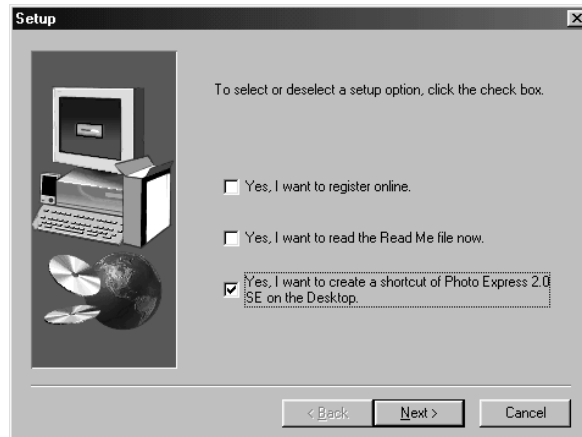 Setup
To select or deselect a setup option, click the check box.
Yes, I want to register online.
Yes, I want to read the Read Me file now.
Yes, I want to create a shortcut of Photo Express 2.0
SE on the Desktop.
< Back
Next >
Cancel